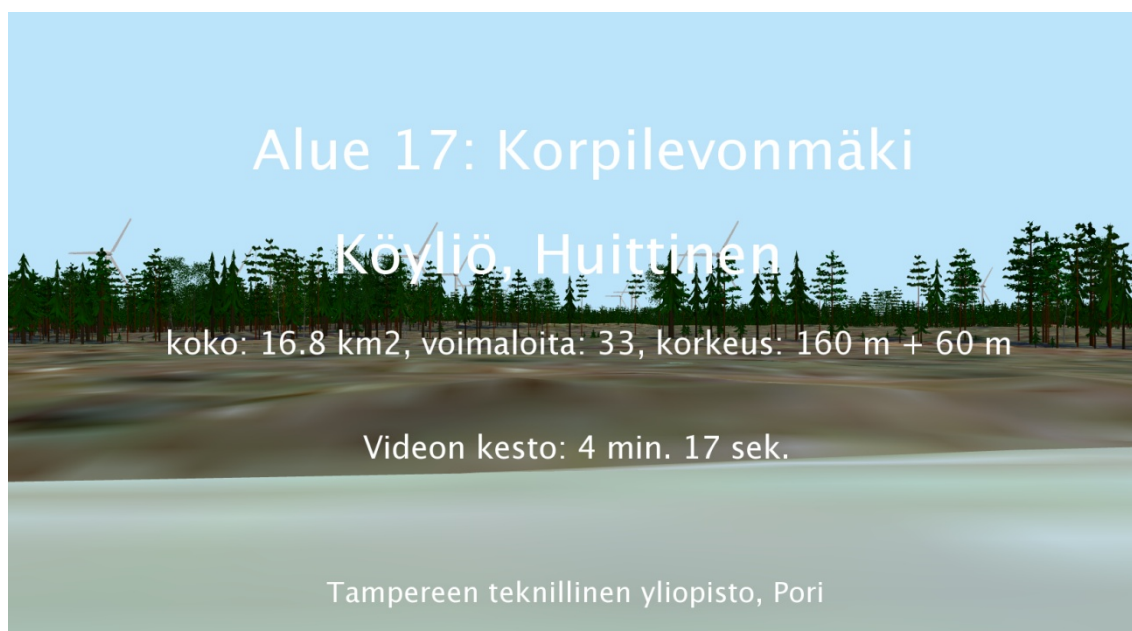 Alue 17: Korpilevonmäki
Köyliö, Huittinen
koko: 16.8 km2, voimaloita: 33, korkeus: 160 m + 60 m
Videon kesto: 4 min. 17 sek.
Tampereen teknillinen yliopisto, Pori